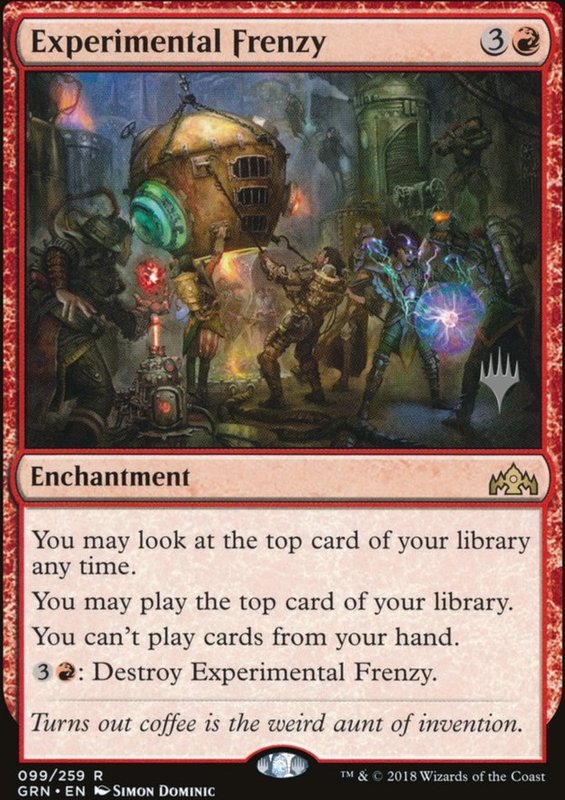 Experimental Frenzy 3
Enchantment
You may look at the top card of your library
any time.
You may play the top card of your library.
You can't play cards from your hand.
3: Destroy Experimental Frenzy.
Turns out coffee is the weird aunt of invention.
099/259 R
GRN • EN SIMON DOMINIC
™ & © 2018 Wizards of the Coast